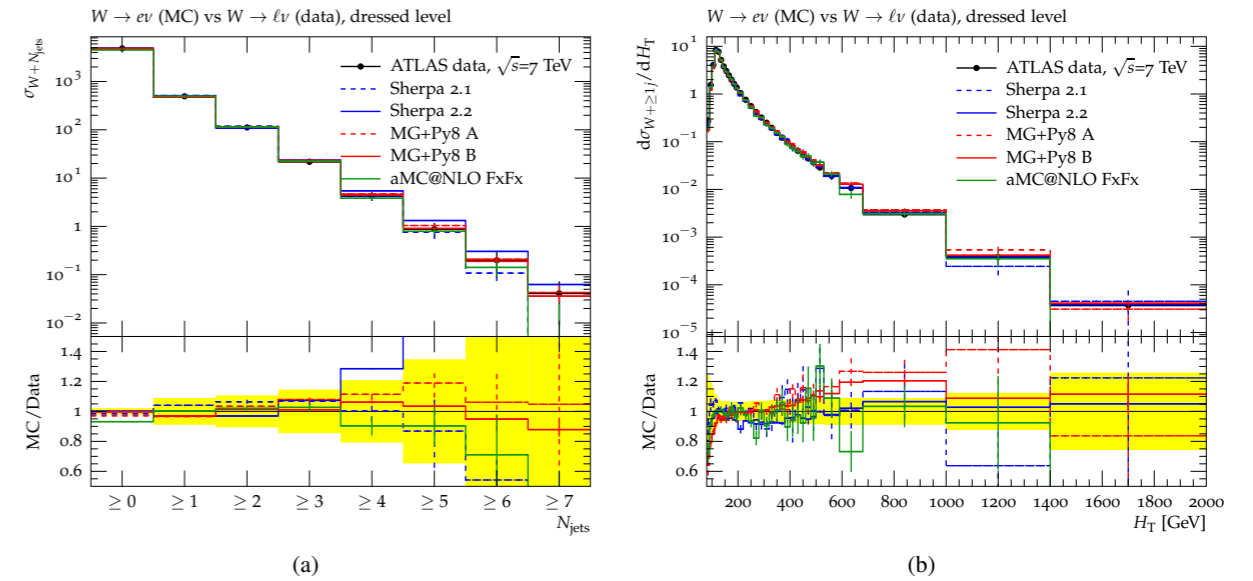 W → eν (MC) vs W → ℓν (data), dressed level
σ_{W+N_{jets}}
10^3
10^2
10^1
1
10^{−1}
10^{−2}
ATLAS data, √s=7 TeV
Sherpa 2.1
Sherpa 2.2
MG+Py8 A
MG+Py8 B
aMC@NLO FxFx
MC/Data
1.4
1.2
1
0.8
0.6
≥ 0
≥ 1
≥ 2
≥ 3
≥ 4
≥ 5
≥ 6
≥ 7
N_{jets}
(a)
W → eν (MC) vs W → ℓν (data), dressed level
dσ_{W+≥1j}/dH_T
10^1
1
10^{−1}
10^{−2}
10^{−3}
10^{−4}
10^{−5}
ATLAS data, √s=7 TeV
Sherpa 2.1
Sherpa 2.2
MG+Py8 A
MG+Py8 B
aMC@NLO FxFx
MC/Data
1.4
1.2
1
0.8
0.6
200 400 600 800 1000 1200 1400 1600 1800 2000
H_T [GeV]
(b)